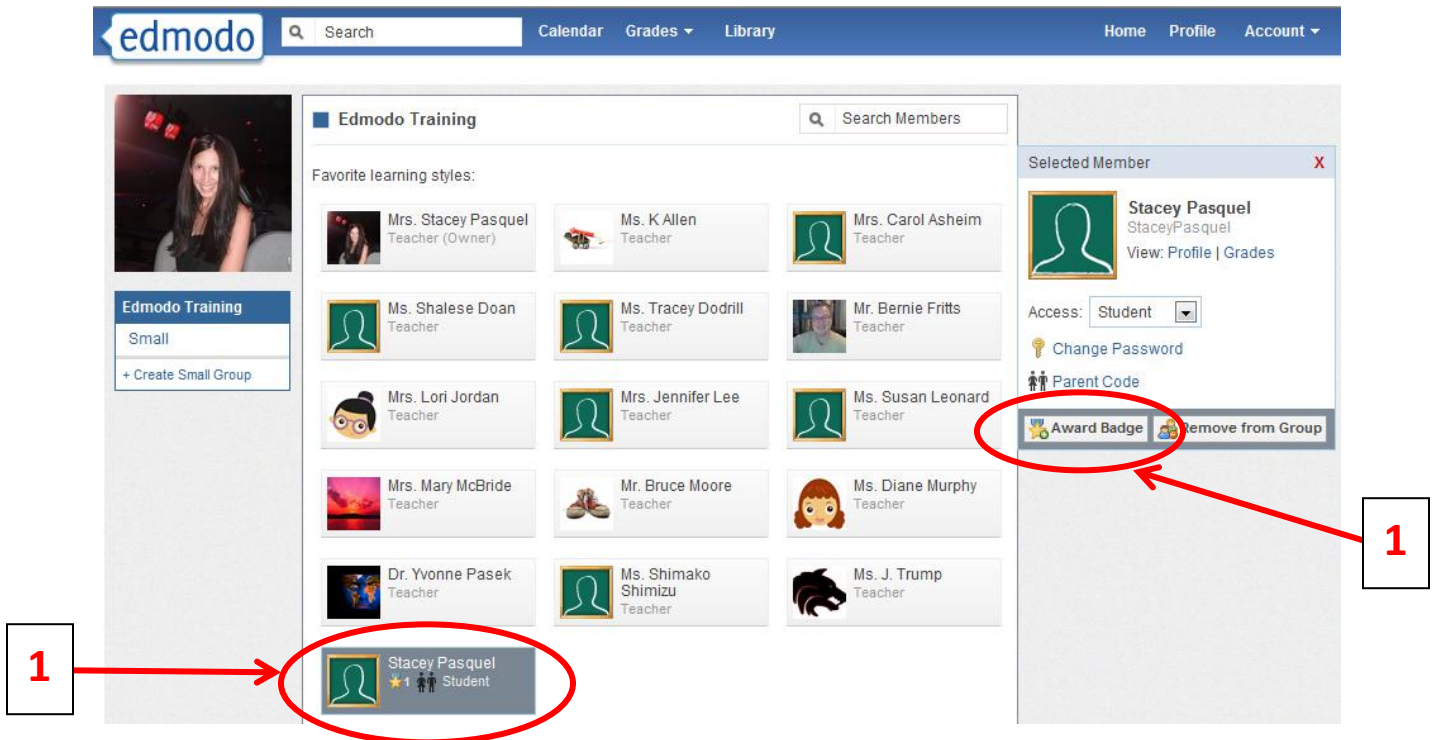 edmodo
Search
Calendar Grades Library
Home Profile Account
Edmodo Training
Search Members
Favorite learning styles:
Mrs. Stacey Pasquel
Teacher (Owner)
Ms. K Allen
Teacher
Mrs. Carol Asheim
Teacher
Ms. Shalese Doan
Teacher
Ms. Tracey Dodrill
Teacher
Mr. Bernie Fritts
Teacher
Mrs. Lori Jordan
Teacher
Mrs. Jennifer Lee
Teacher
Ms. Susan Leonard
Teacher
Mrs. Mary McBride
Teacher
Mr. Bruce Moore
Teacher
Ms. Diane Murphy
Teacher
Dr. Yvonne Pasek
Teacher
Ms. Shimako
Shimizu
Teacher
Ms. J. Trump
Teacher
Stacey Pasquel
1 Student
Edmodo Training
Small
+ Create Small Group
Selected Member X
Stacey Pasquel
StaceyPasquel
View: Profile | Grades
Access: Student
Change Password
Parent Code
Award Badge Remove from Group
1
1